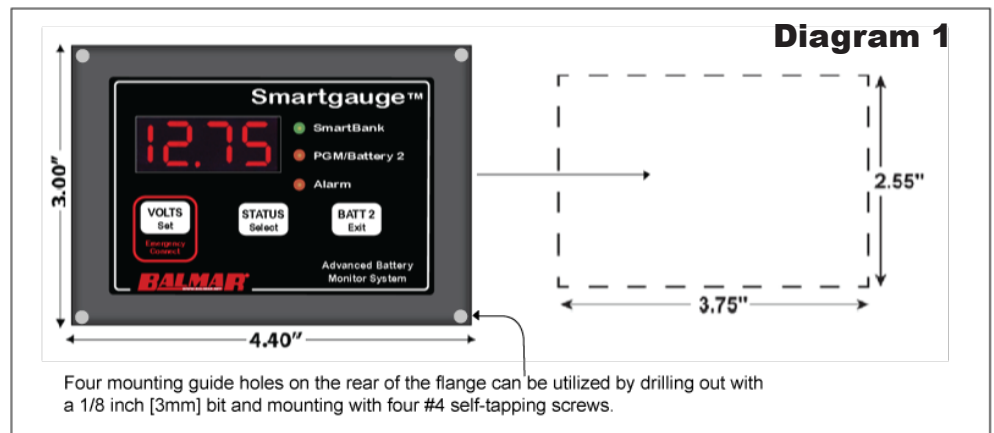 Diagram 1
Smartgauge™
12.75
SmartBank
PGM/Battery 2
Alarm
VOLTS
Set
Emergency
Connect
STATUS
Select
BATT 2
Exit
BALMAR
Advanced Battery
Monitor System
3.00"
4.40"
2.55"
3.75"
Four mounting guide holes on the rear of the flange can be utilized by drilling out with
a 1/8 inch [3mm] bit and mounting with four #4 self-tapping screws.